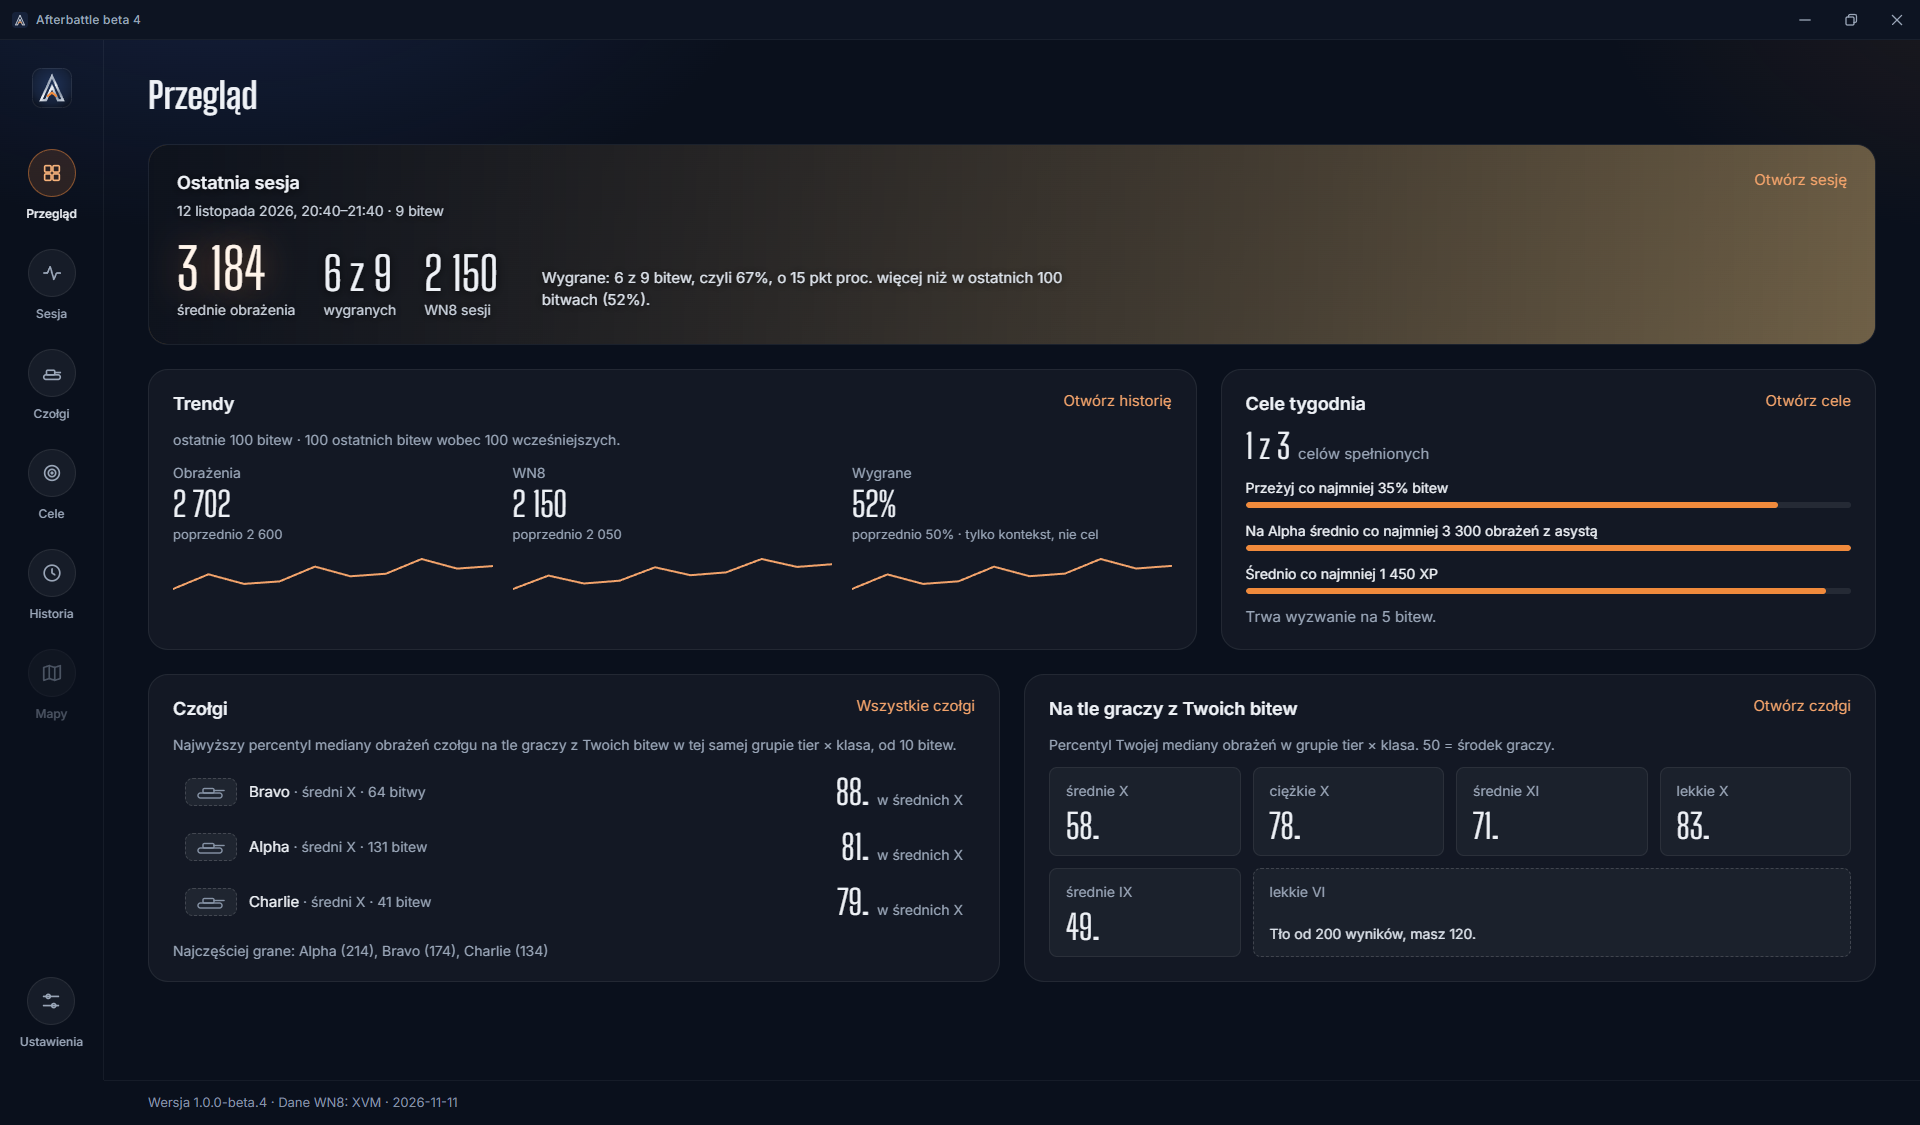 Afterbattle beta 4
Przegląd
Sesja
Czołgi
Cele
Historia
Mapy
Ustawienia
Przegląd
Ostatnia sesja
Otwórz sesję
12 listopada 2026, 20:40–21:40 · 9 bitew
3 184
średnie obrażenia
6 z 9
wygranych
2 150
WN8 sesji
Wygrane: 6 z 9 bitew, czyli 67%, o 15 pkt proc. więcej niż w ostatnich 100
bitwach (52%).
Trendy
Otwórz historię
ostatnie 100 bitew · 100 ostatnich bitew wobec 100 wcześniejszych.
Obrażenia
2 702
poprzednio 2 600
WN8
2 150
poprzednio 2 050
Wygrane
52%
poprzednio 50% · tylko kontekst, nie cel
Cele tygodnia
Otwórz cele
1 z 3 celów spełnionych
Przeżyj co najmniej 35% bitew
Na Alpha średnio co najmniej 3 300 obrażeń z asystą
Średnio co najmniej 1 450 XP
Trwa wyzwanie na 5 bitew.
Czołgi
Wszystkie czołgi
Najwyższy percentyl mediany obrażeń czołgu na tle graczy z Twoich bitew w tej samej grupie tier × klasa, od 10 bitew.
Bravo · średni X · 64 bitwy
88. w średnich X
Alpha · średni X · 131 bitew
81. w średnich X
Charlie · średni X · 41 bitew
79. w średnich X
Najczęściej grane: Alpha (214), Bravo (174), Charlie (134)
Na tle graczy z Twoich bitew
Otwórz czołgi
Percentyl Twojej mediany obrażeń w grupie tier × klasa. 50 = środek graczy.
średnie X
58.
ciężkie X
78.
średnie XI
71.
lekkie X
83.
średnie IX
49.
lekkie VI
Tło od 200 wyników, masz 120.
Wersja 1.0.0-beta.4 · Dane WN8: XVM · 2026-11-11